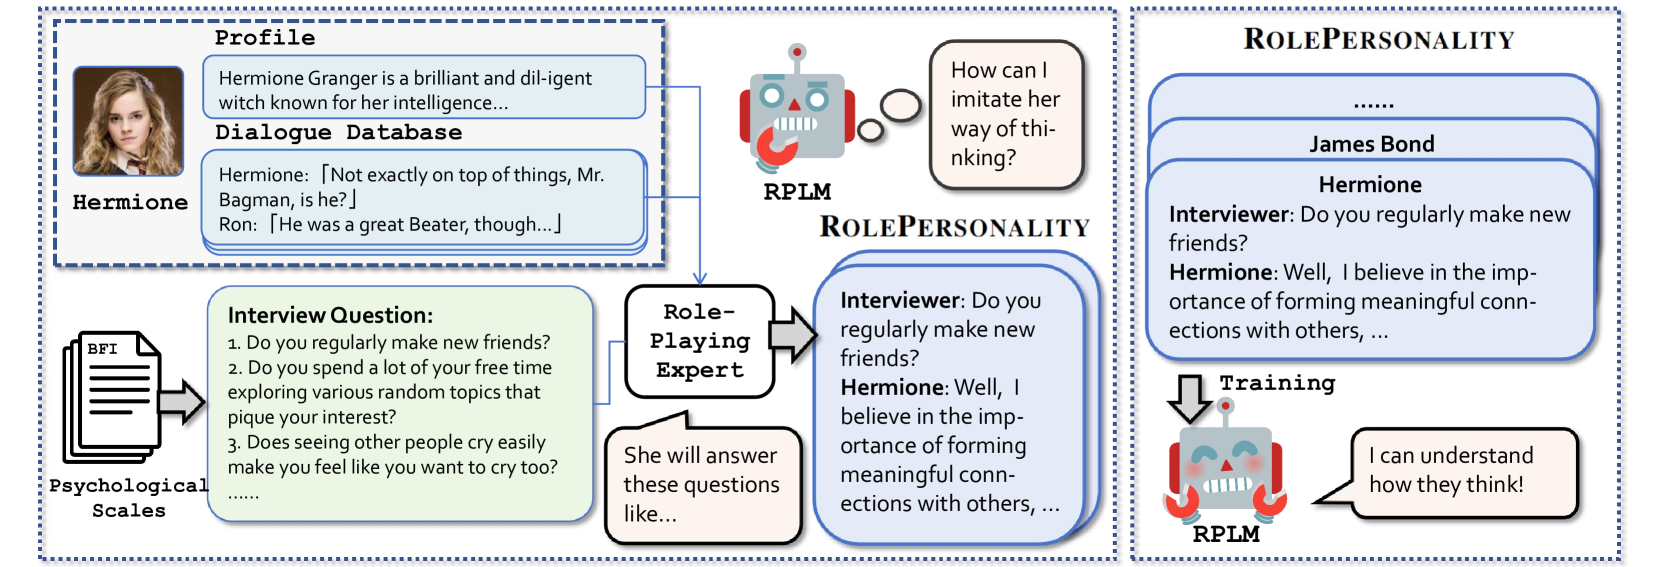 Profile
Hermione Granger is a brilliant and dil-igent
witch known for her intelligence...
Dialogue Database
Hermione: ⎡Not exactly on top of things, Mr.
Bagman, is he?⎦
Ron: ⎡He was a great Beater, though...⎦
Hermione
How can I
imitate her
way of thi-
nking?
RPLM
BFI
Psychological
Scales
Interview Question:
1. Do you regularly make new friends?
2. Do you spend a lot of your free time
exploring various random topics that
pique your interest?
3. Does seeing other people cry easily
make you feel like you want to cry too?
......
Role-
Playing
Expert
She will answer
these questions
like...
ROLEPERSONALITY
Interviewer: Do you
regularly make new
friends?
Hermione: Well, I
believe in the imp-
ortance of forming
meaningful conn-
ections with others, ...
ROLEPERSONALITY
......
James Bond
Hermione
Interviewer: Do you regularly make new
friends?
Hermione: Well, I believe in the imp-
ortance of forming meaningful conn-
ections with others, ...
Training
RPLM
I can understand
how they think!